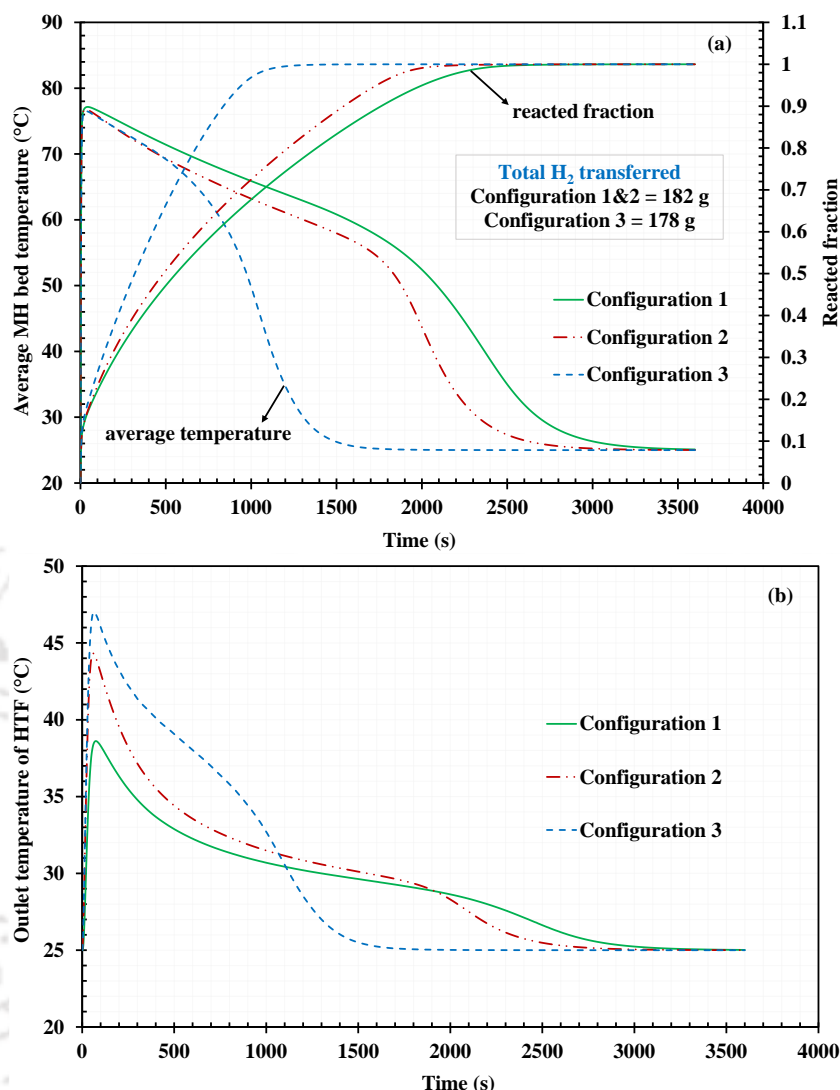 (a)
Average MH bed temperature (°C)
90
80
70
60
50
40
30
20
Reacted fraction
1.1
1
0.9
0.8
0.7
0.6
0.5
0.4
0.3
0.2
0.1
0
reacted fraction
Total H₂ transferred
Configuration 1&2 = 182 g
Configuration 3 = 178 g
Configuration 1
Configuration 2
Configuration 3
average temperature
0 500 1000 1500 2000 2500 3000 3500 4000
Time (s)
(b)
Outlet temperature of HTF (°C)
50
45
40
35
30
25
20
Configuration 1
Configuration 2
Configuration 3
0 500 1000 1500 2000 2500 3000 3500 4000
Time (s)